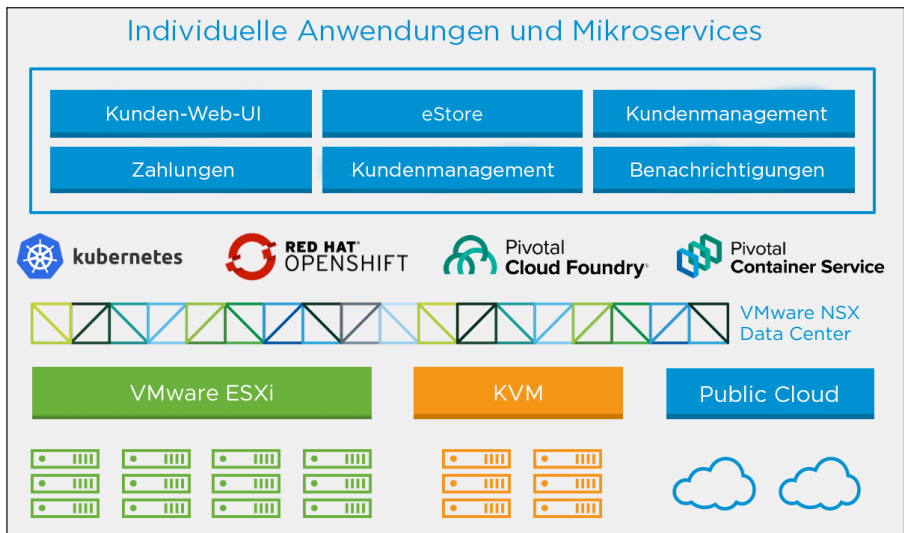 Individuelle Anwendungen und Mikroservices
Kunden-Web-UI
eStore
Kundenmanagement
Zahlungen
Kundenmanagement
Benachrichtigungen
kubernetes
RED HAT®
OPENSHIFT
Pivotal
Cloud Foundry®
Pivotal
Container Service
VMware NSX
Data Center
VMware ESXi
KVM
Public Cloud